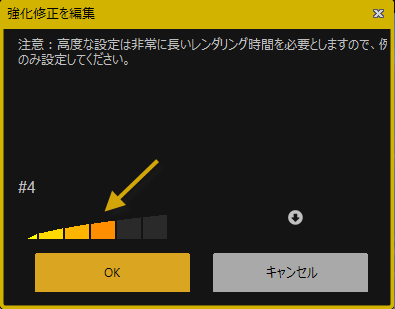 強化修正を編集
注意：高度な設定は非常に長いレンダリング時間を必要としますので、例
のみ設定してください。
#4
OK
キャンセル